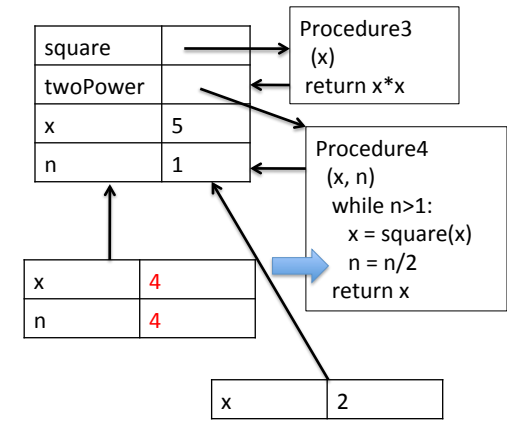 square
twoPower
x 5
n 1
Procedure3
(x)
return x*x
Procedure4
(x, n)
while n>1:
x = square(x)
n = n/2
return x
x 4
n 4
x 2